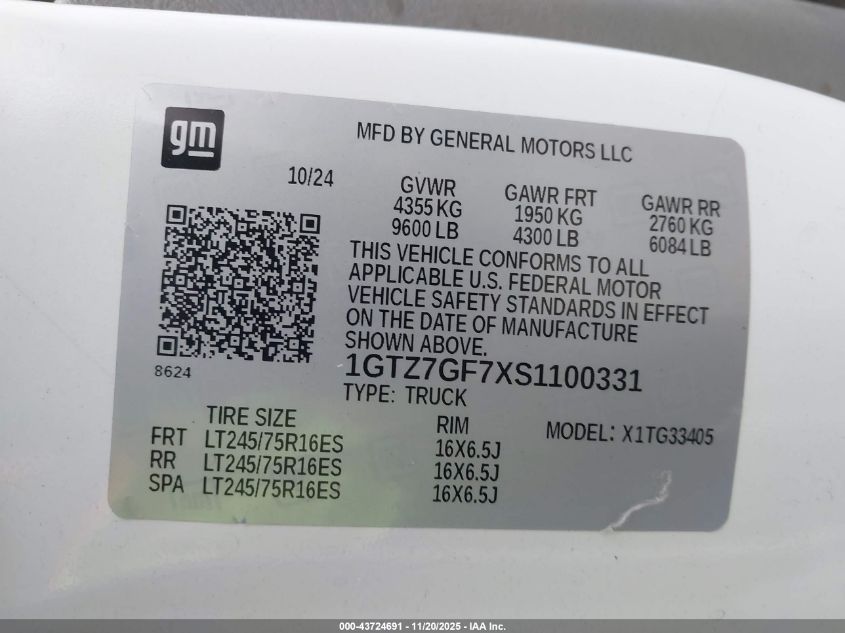 gm
MFD BY GENERAL MOTORS LLC
10/24
GVWR GAWR FRT GAWR RR
4355 KG 1950 KG 2760 KG
9600 LB 4300 LB 6084 LB
THIS VEHICLE CONFORMS TO ALL
APPLICABLE U.S. FEDERAL MOTOR
VEHICLE SAFETY STANDARDS IN EFFECT
ON THE DATE OF MANUFACTURE
SHOWN ABOVE.
8624
1GTZ7GF7XS1100331
TYPE: TRUCK
TIRE SIZE RIM MODEL: X1TG33405
FRT LT245/75R16ES 16X6.5J
RR LT245/75R16ES 16X6.5J
SPA LT245/75R16ES 16X6.5J
000-43724691 - 11/20/2025 - IAA Inc.